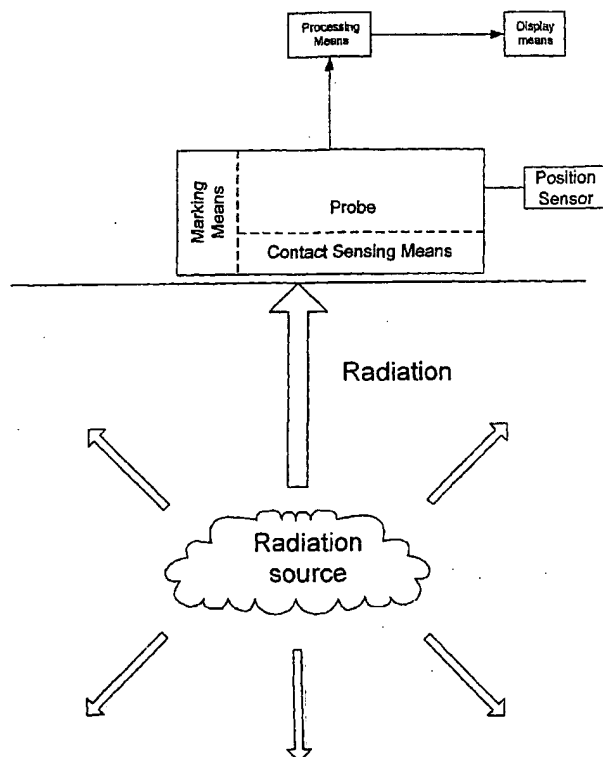 Processing
Means
Display
means
Marking
Means
Probe
Position
Sensor
Contact Sensing Means
Radiation
Radiation
source